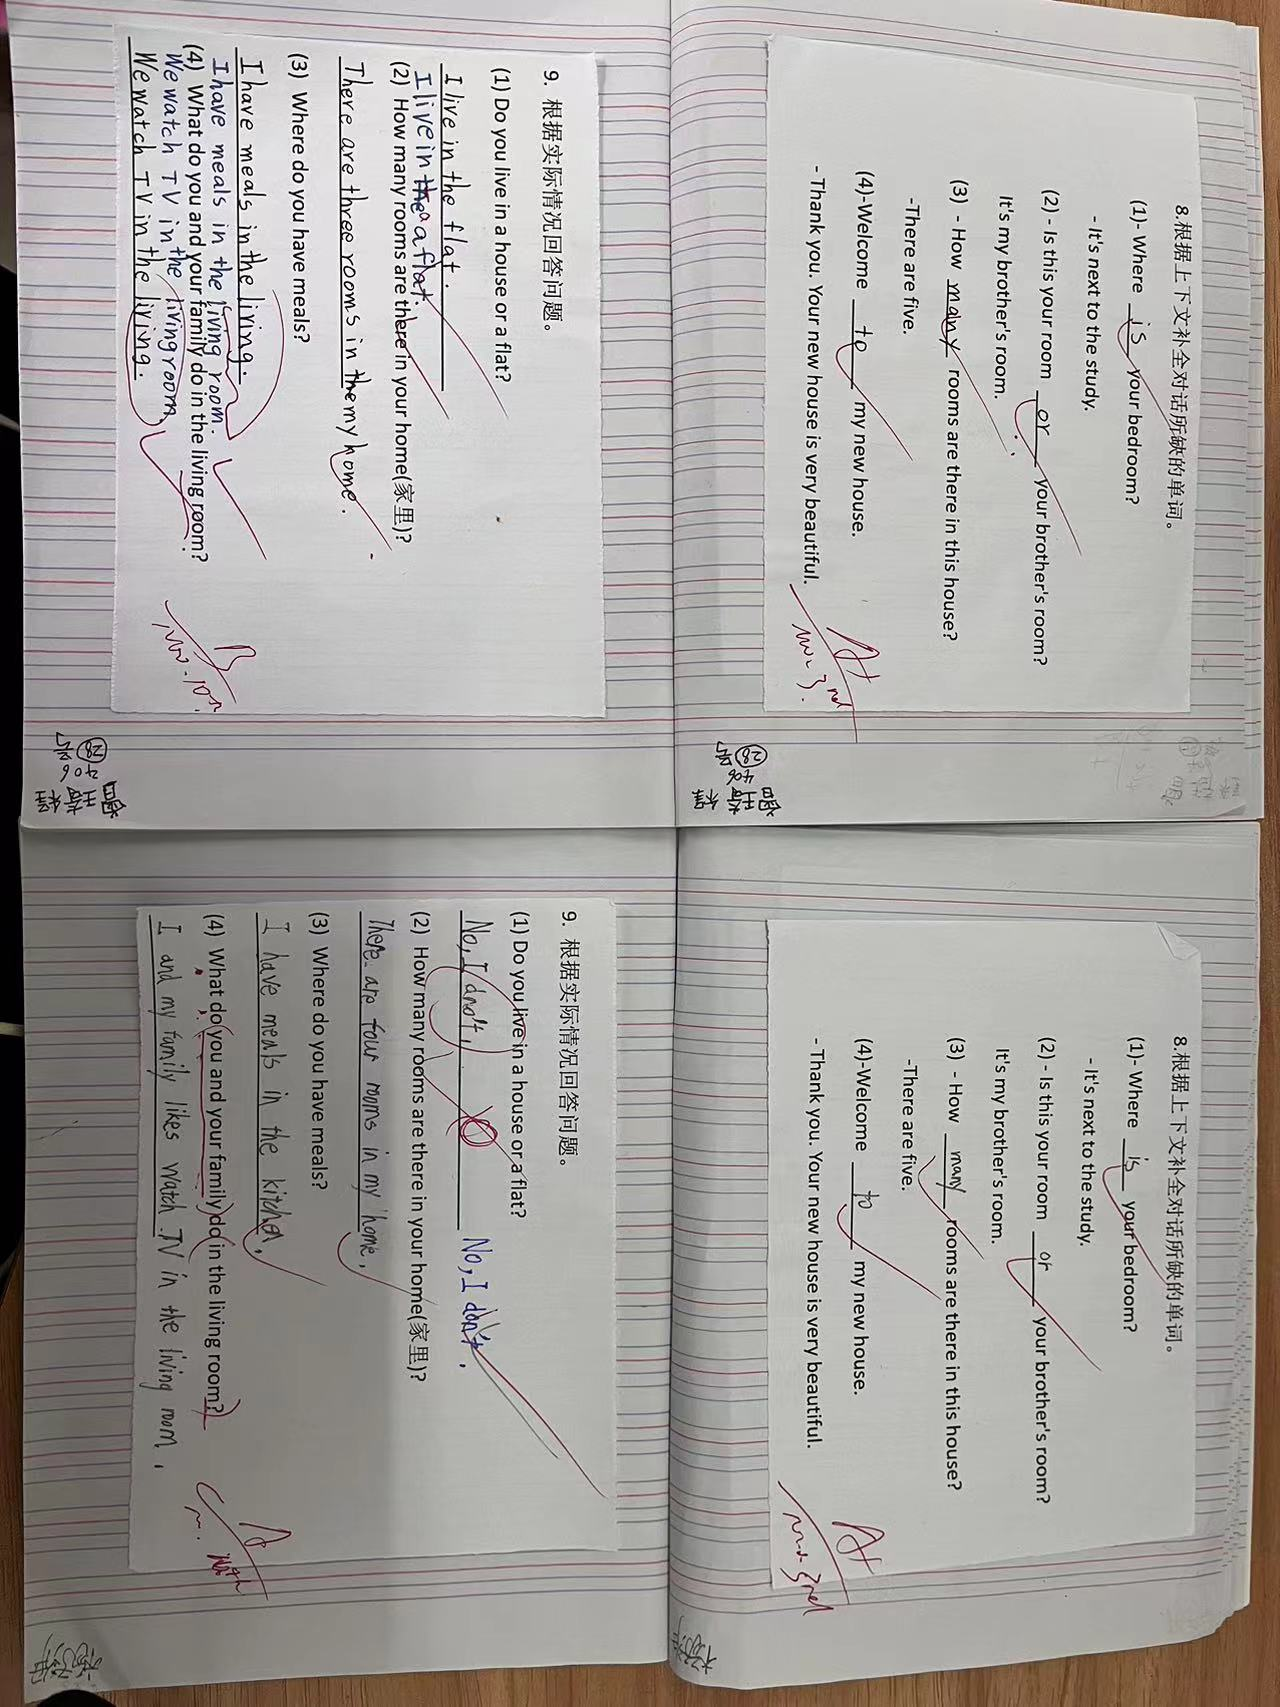 8.根据上下文补全对话所缺的单词。
(1)- Where is your bedroom?
- It's next to the study.
(2) - Is this your room or your brother's room?
It's my brother's room.
(3) - How many rooms are there in this house?
-There are five.
(4)-Welcome to my new house.
- Thank you. Your new house is very beautiful.
A+
28号
406
9. 根据实际情况回答问题。
(1) Do you live in a house or a flat?
I live in the flat.
I live in the a flat.
(2) How many rooms are there in your home(家里)?
There are three rooms in the my home.
(3) Where do you have meals?
I have meals in the living.
I have meals in the living room.
(4) What do you and your family do in the living room?
We watch TV in the living room
We watch TV in the living.
B
28号
406
8.根据上下文补全对话所缺的单词。
(1)- Where is your bedroom?
- It's next to the study.
(2) - Is this your room or your brother's room?
It's my brother's room.
(3) - How many rooms are there in this house?
-There are five.
(4)-Welcome to my new house.
- Thank you. Your new house is very beautiful.
A+
9. 根据实际情况回答问题。
(1) Do you live in a house or a flat?
No, I dno't. No, I don't.
(2) How many rooms are there in your home(家里)?
There are four rooms in my home.
(3) Where do you have meals?
I have meals in the kitchen.
(4) What do you and your family do in the living room?
I and my family likes watch TV in the living room.
A